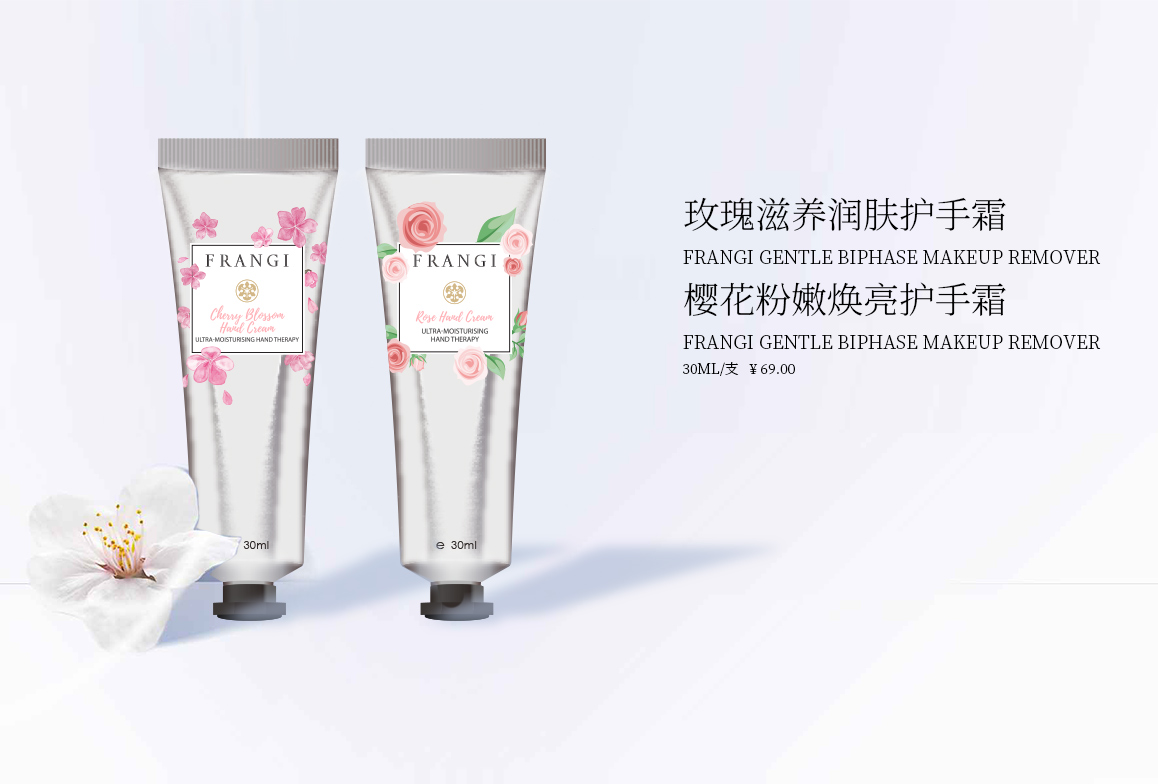 FRANGI
Cherry Blossom
Hand Cream
ULTRA-MOISTURISING HAND THERAPY
30ml
FRANGI
Rose Hand Cream
ULTRA-MOISTURISING
HAND THERAPY
℮ 30ml
玫瑰滋养润肤护手霜
FRANGI GENTLE BIPHASE MAKEUP REMOVER
樱花粉嫩焕亮护手霜
FRANGI GENTLE BIPHASE MAKEUP REMOVER
30ML/支 ¥69.00